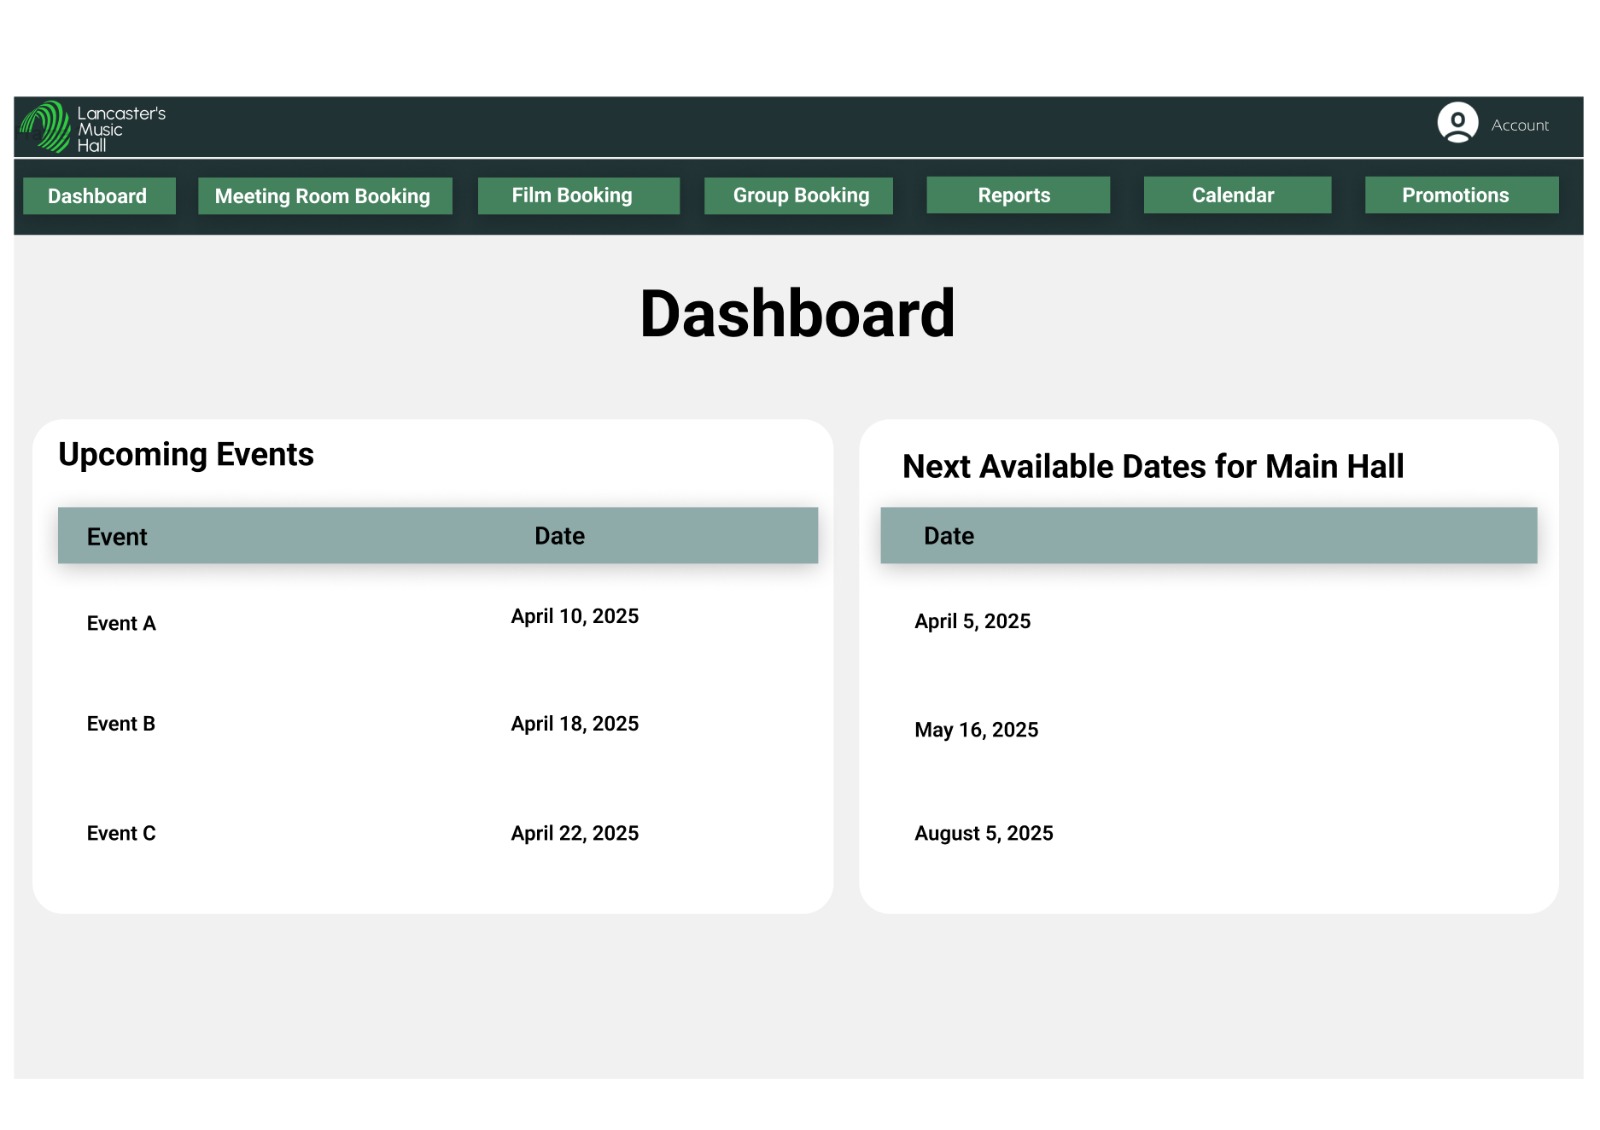 Lancaster's
Music
Hall
Account
Dashboard
Meeting Room Booking
Film Booking
Group Booking
Reports
Calendar
Promotions
Dashboard
Upcoming Events
Event Date
Event A April 10, 2025
Event B April 18, 2025
Event C April 22, 2025
Next Available Dates for Main Hall
Date
April 5, 2025
May 16, 2025
August 5, 2025